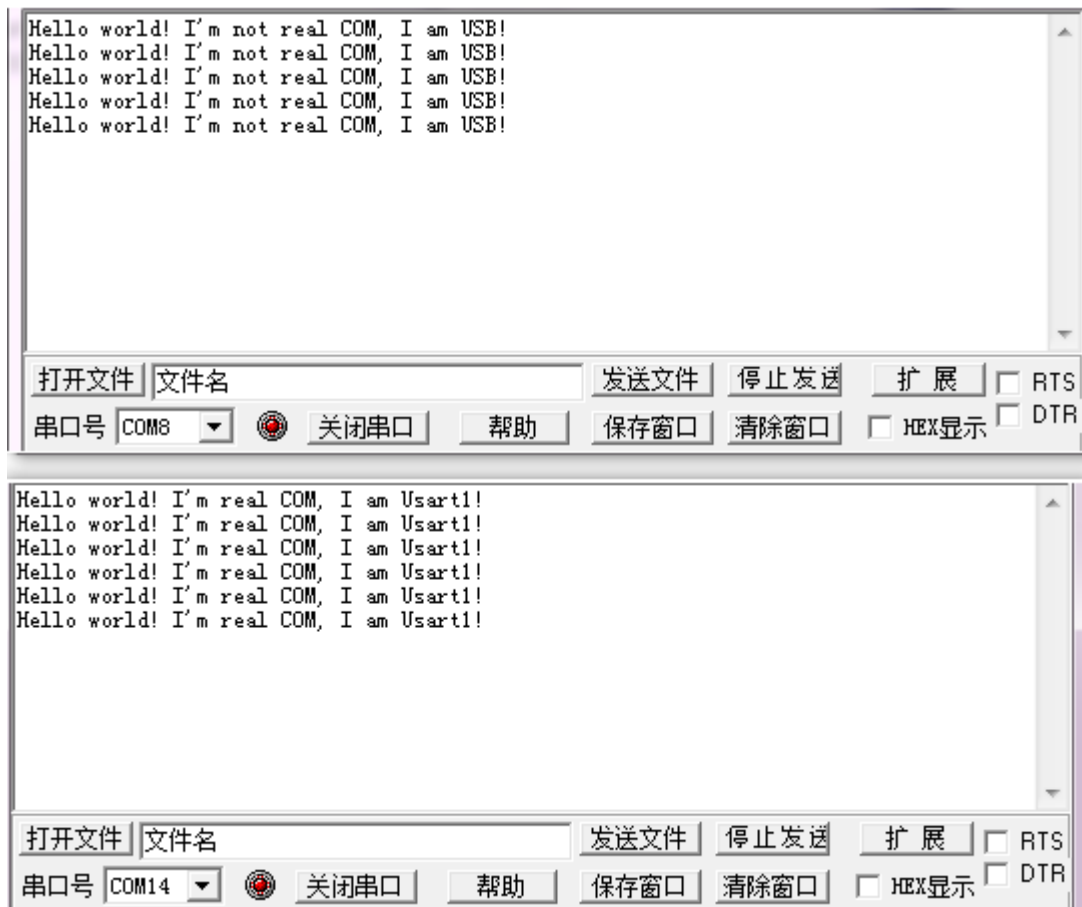 Hello world! I'm not real COM, I am USB!
Hello world! I'm not real COM, I am USB!
Hello world! I'm not real COM, I am USB!
Hello world! I'm not real COM, I am USB!
Hello world! I'm not real COM, I am USB!
打开文件 文件名 发送文件 停止发送 扩展 RTS
串口号 COM8 关闭串口 帮助 保存窗口 清除窗口 HEX显示 DTR
Hello world! I'm real COM, I am Usart1!
Hello world! I'm real COM, I am Usart1!
Hello world! I'm real COM, I am Usart1!
Hello world! I'm real COM, I am Usart1!
Hello world! I'm real COM, I am Usart1!
Hello world! I'm real COM, I am Usart1!
打开文件 文件名 发送文件 停止发送 扩展 RTS
串口号 COM14 关闭串口 帮助 保存窗口 清除窗口 HEX显示 DTR